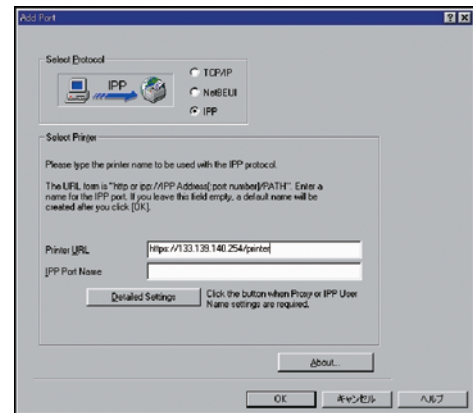 Add Port
Select Protocol
IPP
TCP/IP
NetBEUI
IPP
Select Printer
Please type the printer name to be used with the IPP protocol.
The URL form is "http or ipp://IPP Address[:port number]/PATH". Enter a
name for the IPP port. If you leave this field empty, a default name will be
created after you click [OK].
Printer URL
https://133.139.140.254/printer
IPP Port Name
Detailed Settings
Click the button when Proxy or IPP User
Name settings are required.
About...
OK
キャンセル
ヘルプ